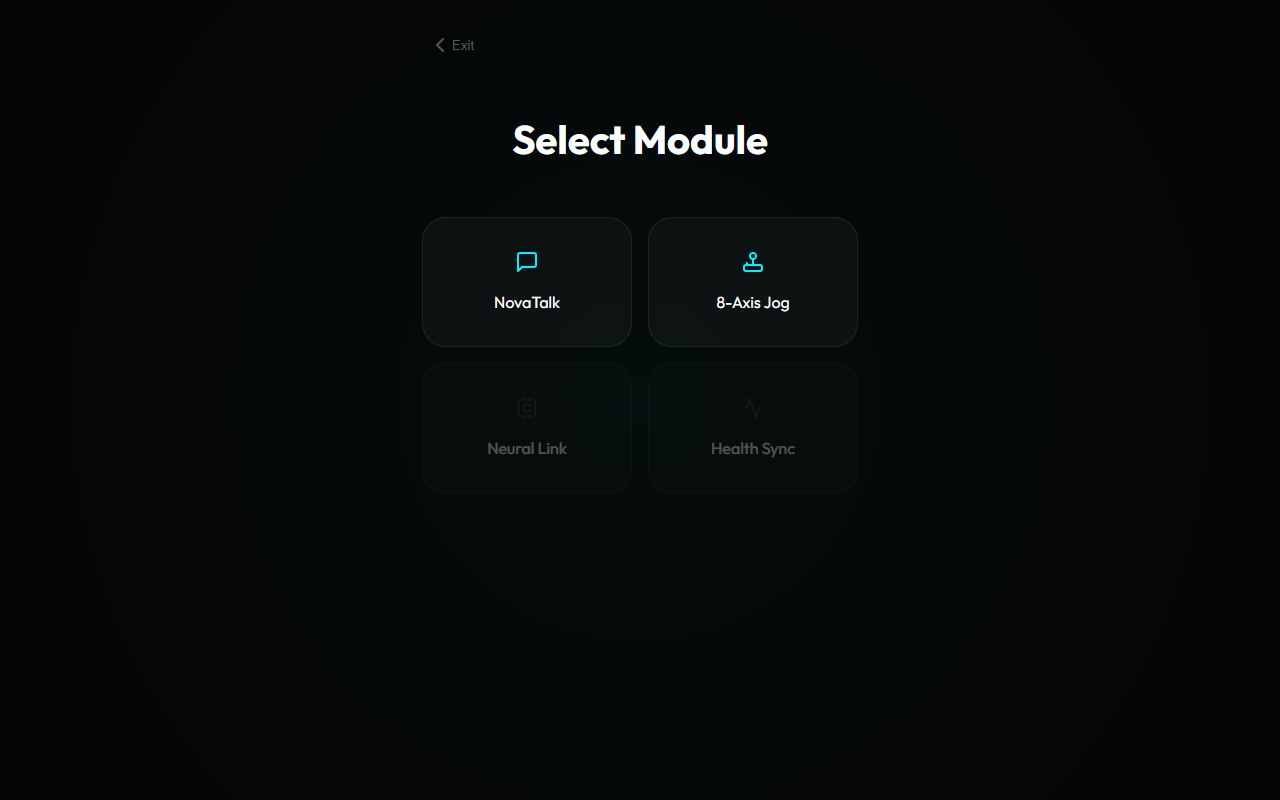 Exit
Select Module
NovaTalk
8-Axis Jog
Neural Link
Health Sync